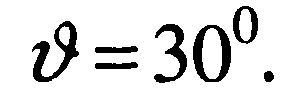 ϑ = 30⁰.